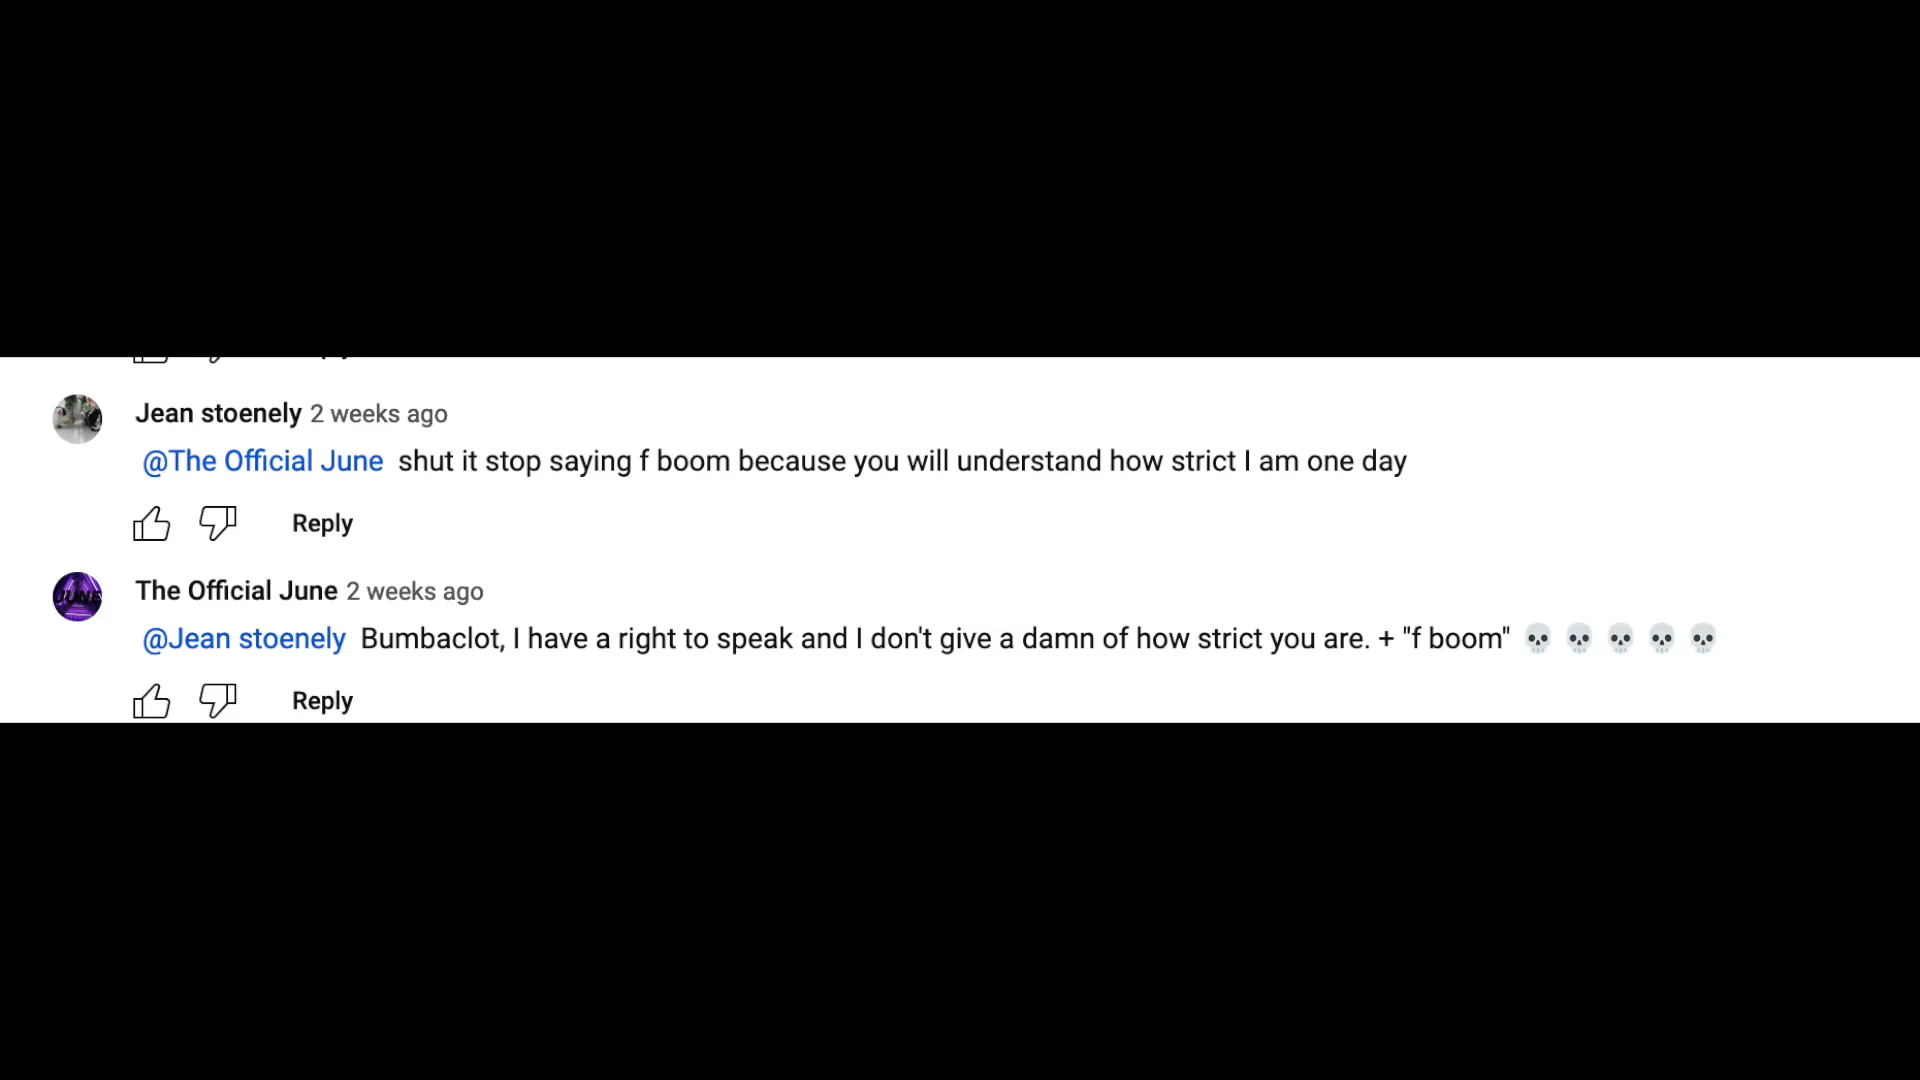 Jean stoenely 2 weeks ago
@The Official June shut it stop saying f boom because you will understand how strict I am one day
Reply
JUNE
The Official June 2 weeks ago
@Jean stoenely Bumbaclot, I have a right to speak and I don't give a damn of how strict you are. + "f boom" 💀 💀 💀 💀 💀
Reply